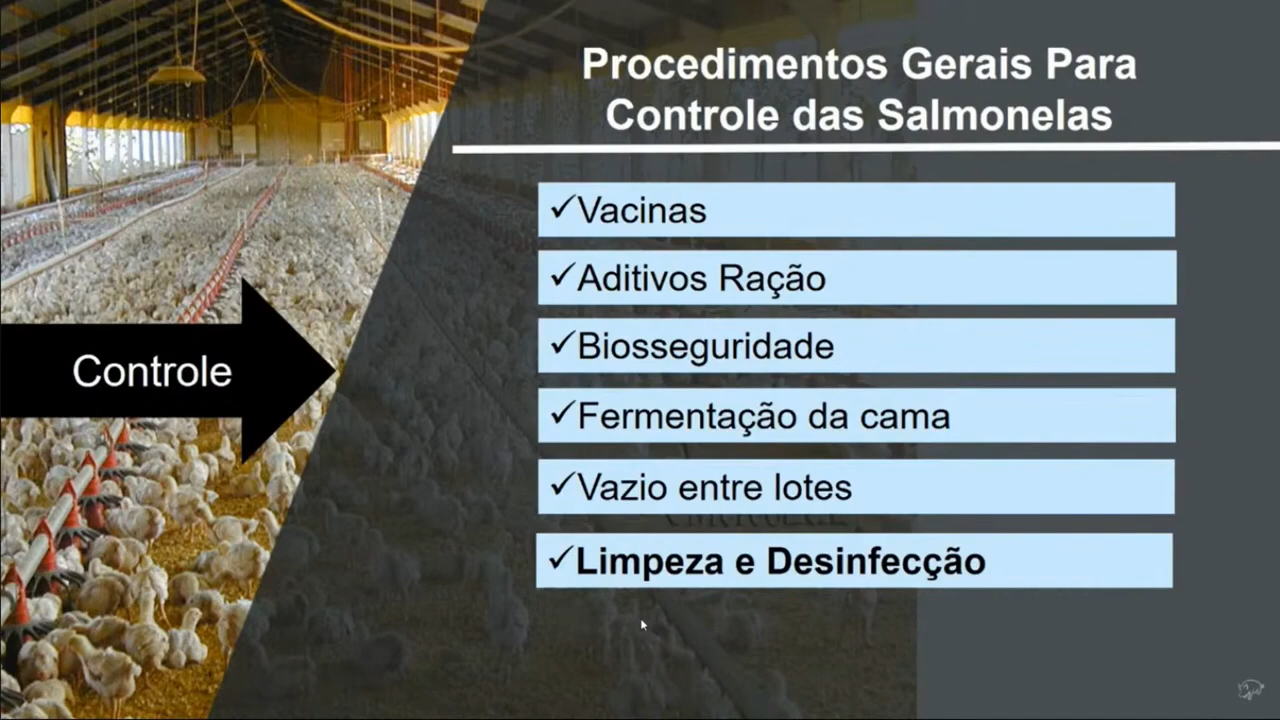 Procedimentos Gerais Para
Controle das Salmonelas
✓Vacinas
✓Aditivos Ração
✓Biosseguridade
✓Fermentação da cama
✓Vazio entre lotes
✓Limpeza e Desinfecção
Controle